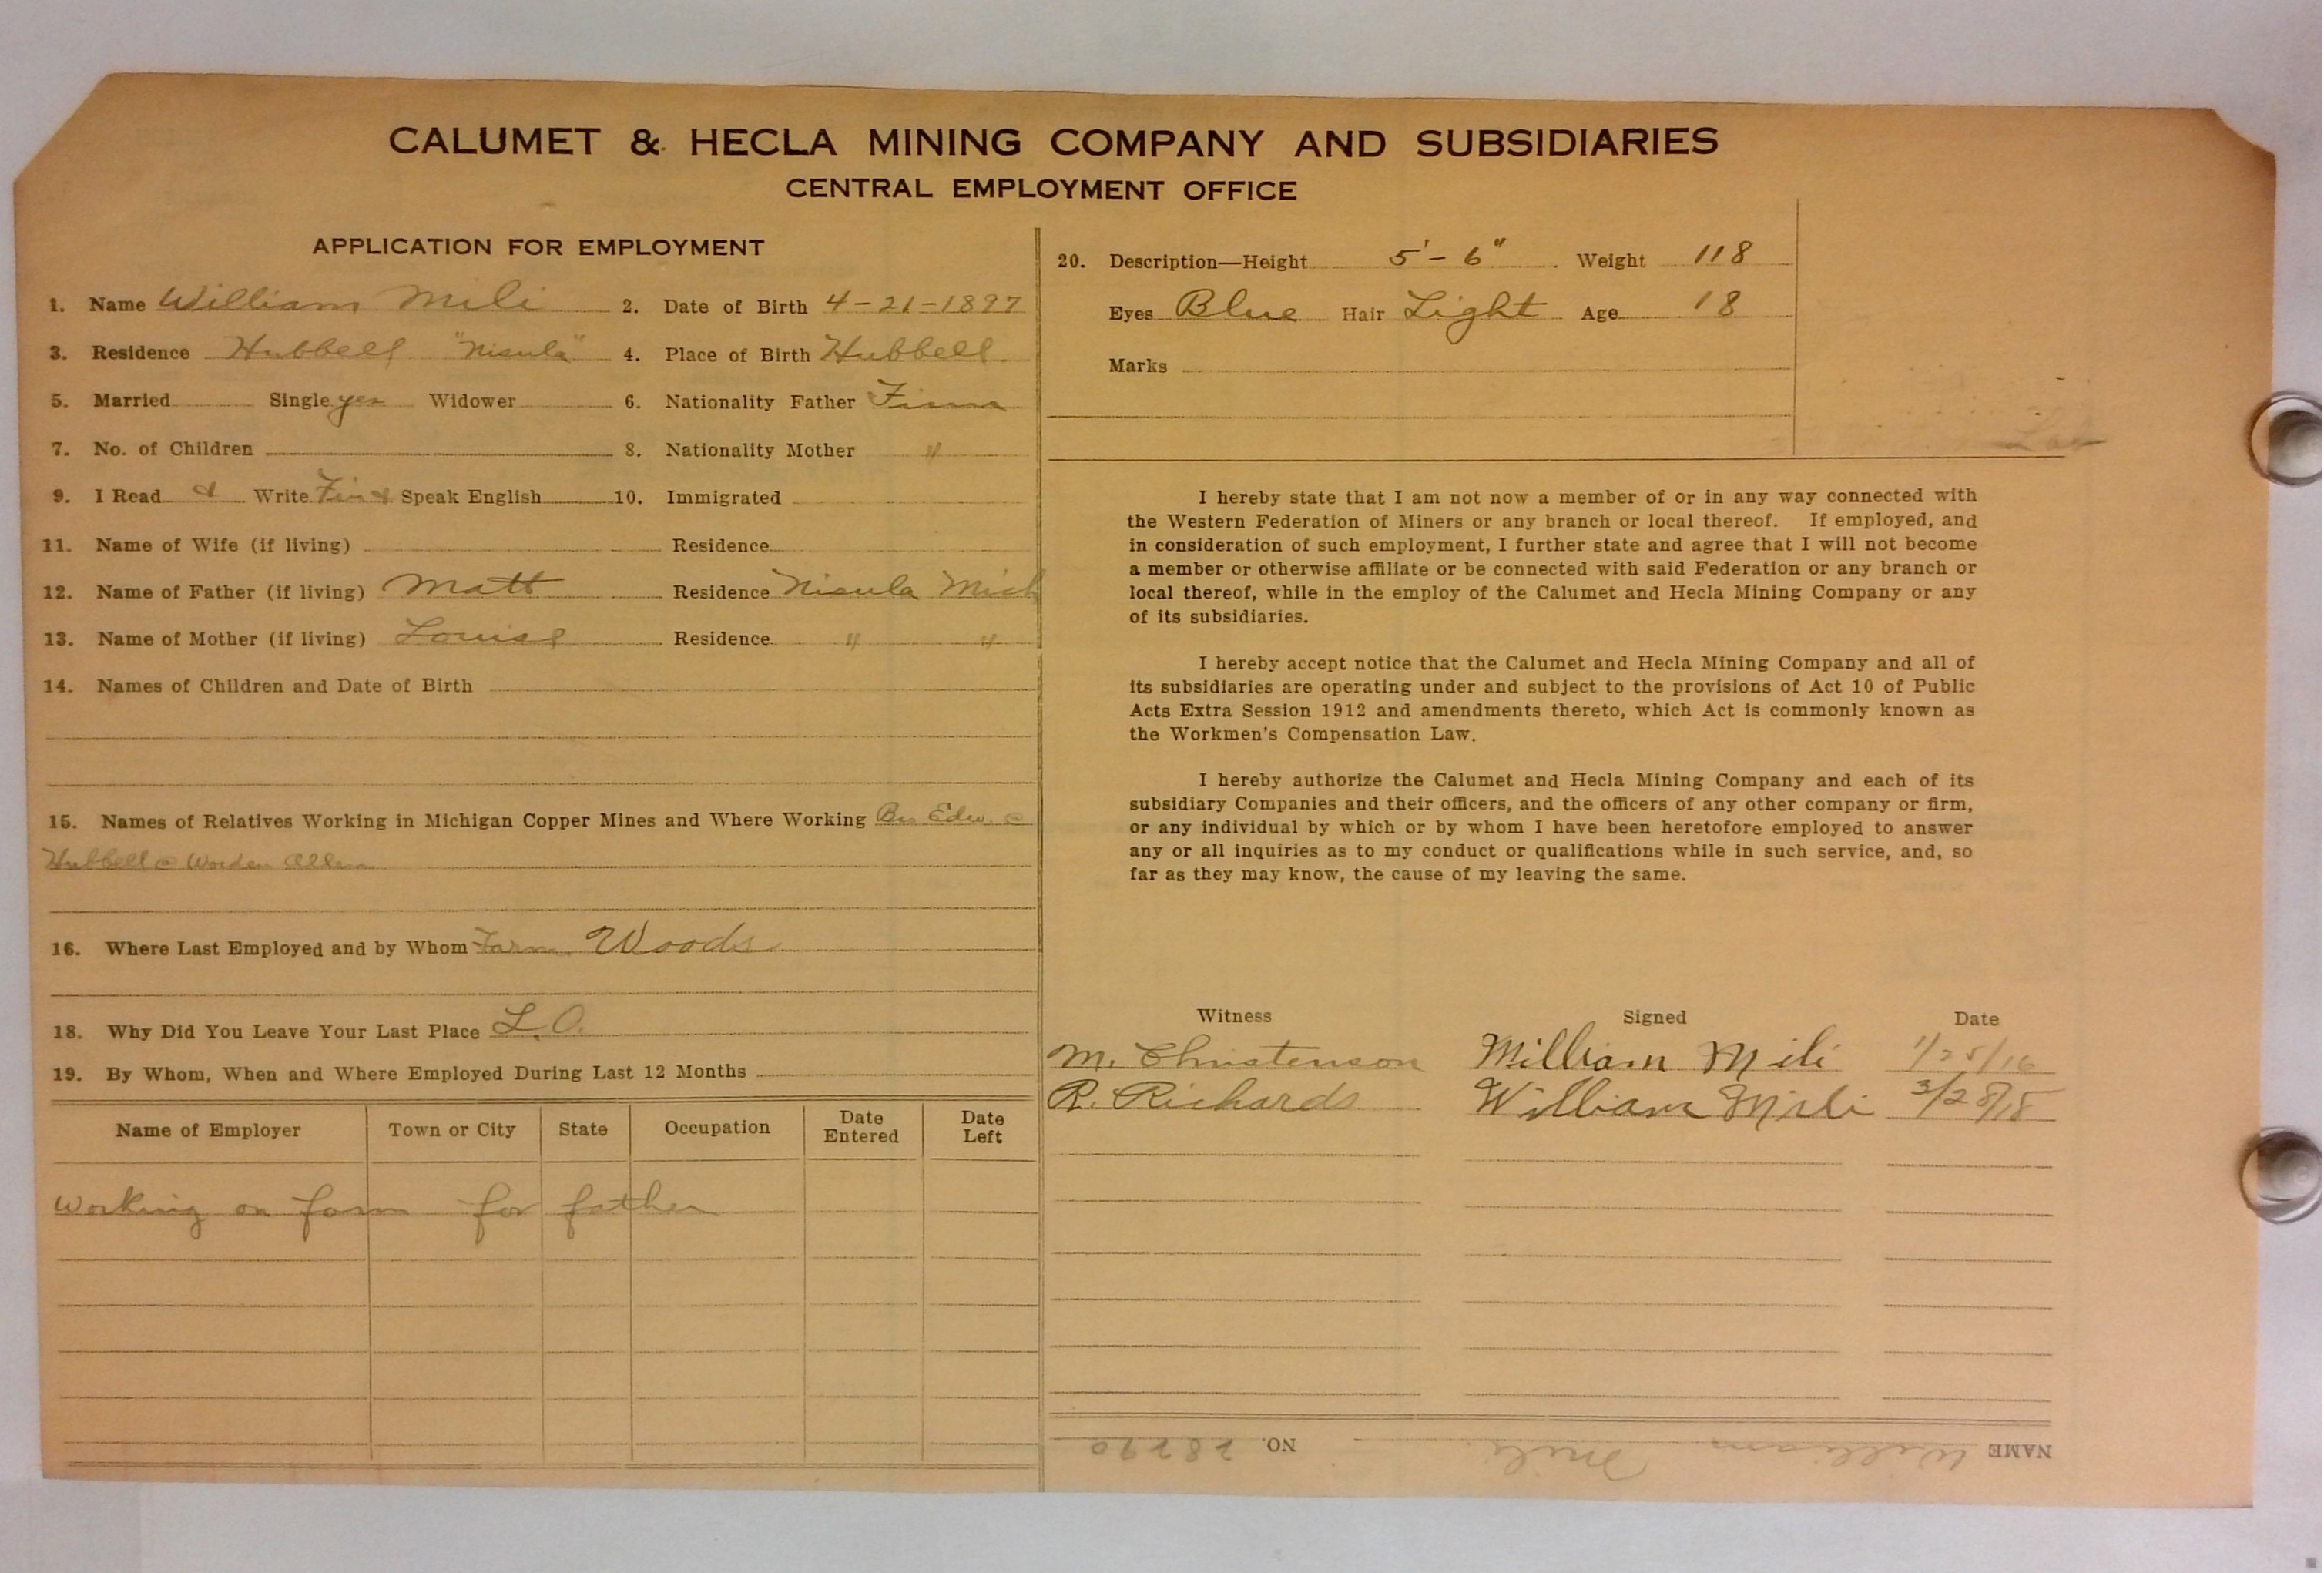 CALUMET & HECLA MINING COMPANY AND SUBSIDIARIES
CENTRAL EMPLOYMENT OFFICE
APPLICATION FOR EMPLOYMENT
1. Name William Mili 2. Date of Birth 4-21-1897
3. Residence Hubbell "Nisula" 4. Place of Birth Hubbell
5. Married Single yes Widower 6. Nationality Father Finn
7. No. of Children 8. Nationality Mother "
9. I Read & Write Fin & Speak English 10. Immigrated
11. Name of Wife (if living) Residence
12. Name of Father (if living) Matt Residence Nisula Mich
13. Name of Mother (if living) Louise Residence " "
14. Names of Children and Date of Birth
15. Names of Relatives Working in Michigan Copper Mines and Where Working Bro Edw. @
Hubbell @ Worden Allen
16. Where Last Employed and by Whom Farm Woods
18. Why Did You Leave Your Last Place L.O.
19. By Whom, When and Where Employed During Last 12 Months
Name of Employer Town or City State Occupation Date Entered Date Left
Working on farm for father
20. Description—Height 5'-6" Weight 118
Eyes Blue Hair Light Age 18
Marks
I hereby state that I am not now a member of or in any way connected with
the Western Federation of Miners or any branch or local thereof. If employed, and
in consideration of such employment, I further state and agree that I will not become
a member or otherwise affiliate or be connected with said Federation or any branch or
local thereof, while in the employ of the Calumet and Hecla Mining Company or any
of its subsidiaries.
I hereby accept notice that the Calumet and Hecla Mining Company and all of
its subsidiaries are operating under and subject to the provisions of Act 10 of Public
Acts Extra Session 1912 and amendments thereto, which Act is commonly known as
the Workmen's Compensation Law.
I hereby authorize the Calumet and Hecla Mining Company and each of its
subsidiary Companies and their officers, and the officers of any other company or firm,
or any individual by which or by whom I have been heretofore employed to answer
any or all inquiries as to my conduct or qualifications while in such service, and, so
far as they may know, the cause of my leaving the same.
Witness Signed Date
M. Christenson William Mili 1/25/16
R. Richards William Mili 3/28/18
NAME William Mili NO. 28290